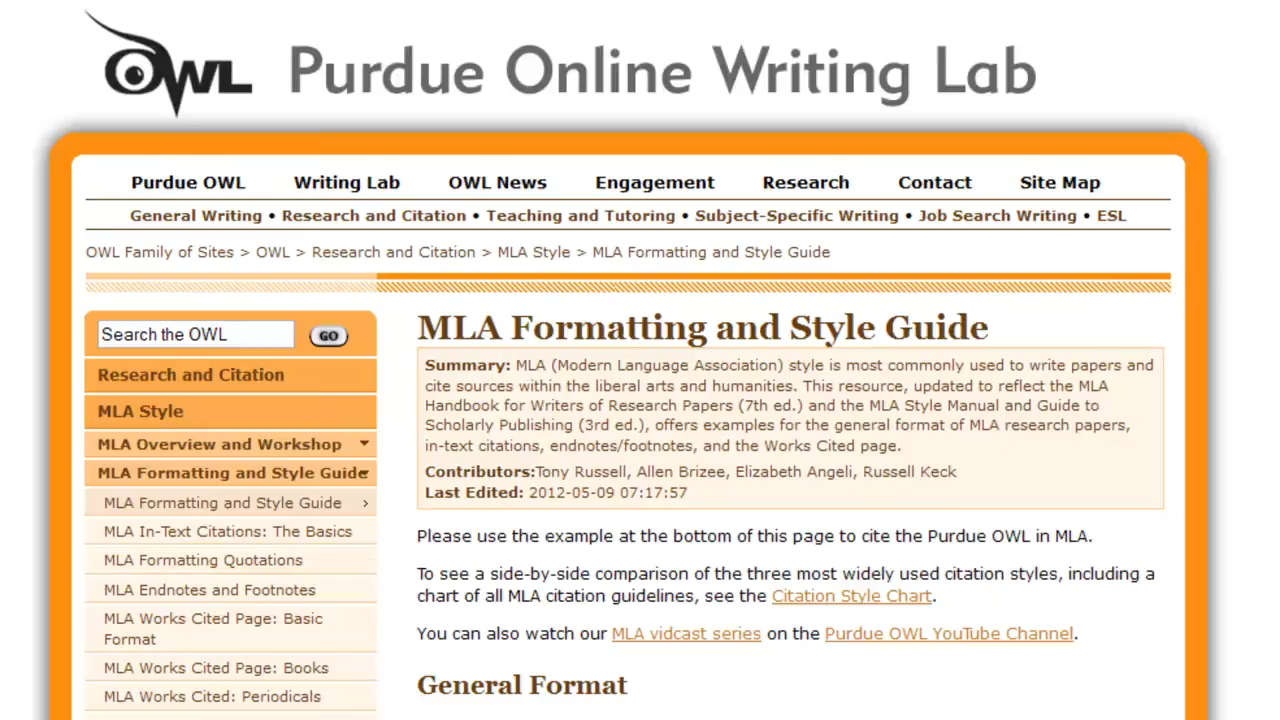 OWL Purdue Online Writing Lab
Purdue OWL Writing Lab OWL News Engagement Research Contact Site Map
General Writing • Research and Citation • Teaching and Tutoring • Subject-Specific Writing • Job Search Writing • ESL
OWL Family of Sites > OWL > Research and Citation > MLA Style > MLA Formatting and Style Guide
Search the OWL GO
Research and Citation
MLA Style
MLA Overview and Workshop
MLA Formatting and Style Guide
MLA Formatting and Style Guide ›
MLA In-Text Citations: The Basics
MLA Formatting Quotations
MLA Endnotes and Footnotes
MLA Works Cited Page: Basic
Format
MLA Works Cited Page: Books
MLA Works Cited: Periodicals
MLA Formatting and Style Guide
Summary: MLA (Modern Language Association) style is most commonly used to write papers and
cite sources within the liberal arts and humanities. This resource, updated to reflect the MLA
Handbook for Writers of Research Papers (7th ed.) and the MLA Style Manual and Guide to
Scholarly Publishing (3rd ed.), offers examples for the general format of MLA research papers,
in-text citations, endnotes/footnotes, and the Works Cited page.
Contributors:Tony Russell, Allen Brizee, Elizabeth Angeli, Russell Keck
Last Edited: 2012-05-09 07:17:57
Please use the example at the bottom of this page to cite the Purdue OWL in MLA.
To see a side-by-side comparison of the three most widely used citation styles, including a
chart of all MLA citation guidelines, see the Citation Style Chart.
You can also watch our MLA vidcast series on the Purdue OWL YouTube Channel.
General Format